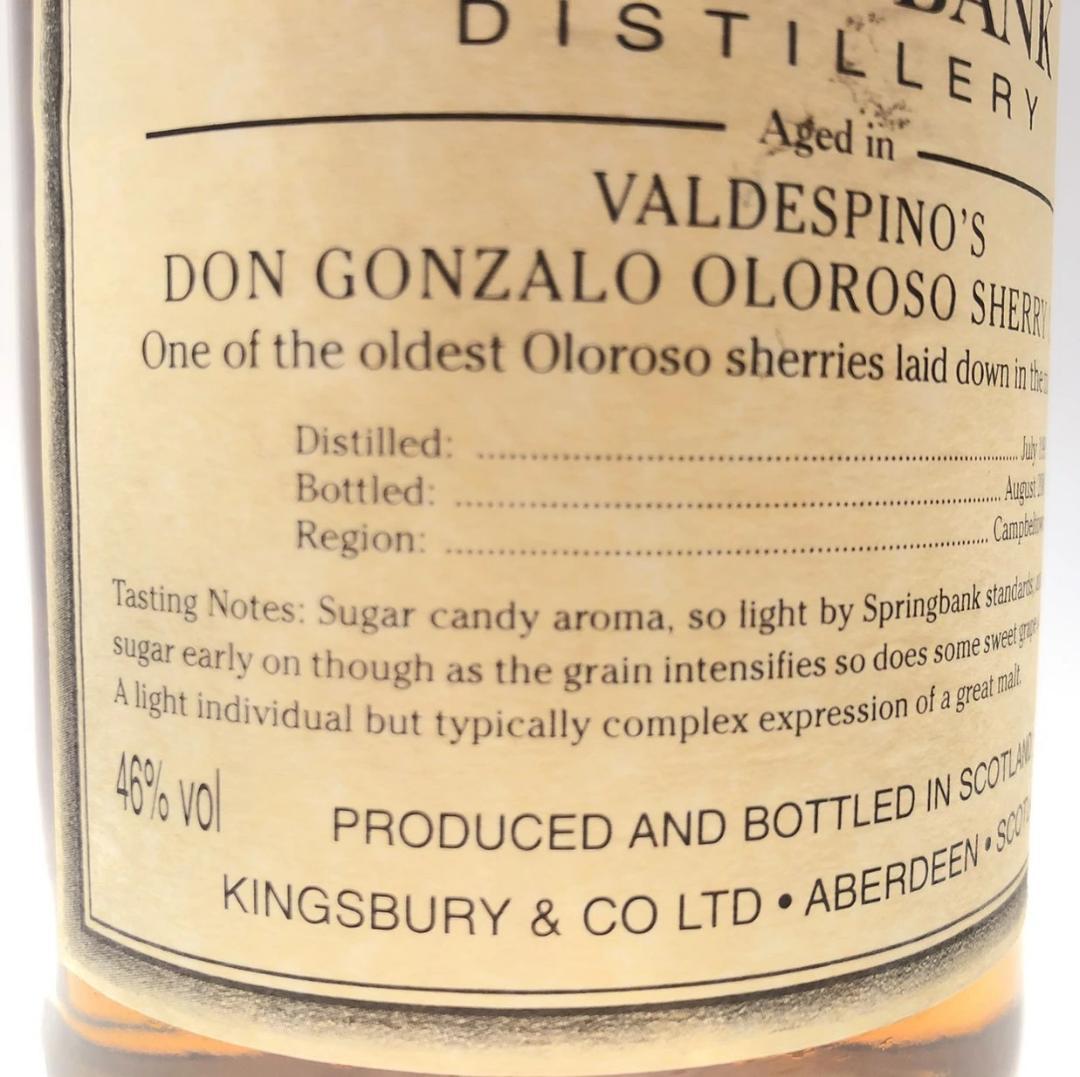 BANK
DISTILLERY
Aged in
VALDESPINO'S
DON GONZALO OLOROSO SHERRY
One of the oldest Oloroso sherries laid down in the
Distilled: ........ July
Bottled: ........ August
Region: ........
Tasting Notes: Sugar candy aroma, so light by Springbank standards,
sugar early on though as the grain intensifies so does some sweet
A light individual but typically complex expression of a great malt.
46% vol
PRODUCED AND BOTTLED IN SCOTLAND
KINGSBURY & CO LTD • ABERDEEN •